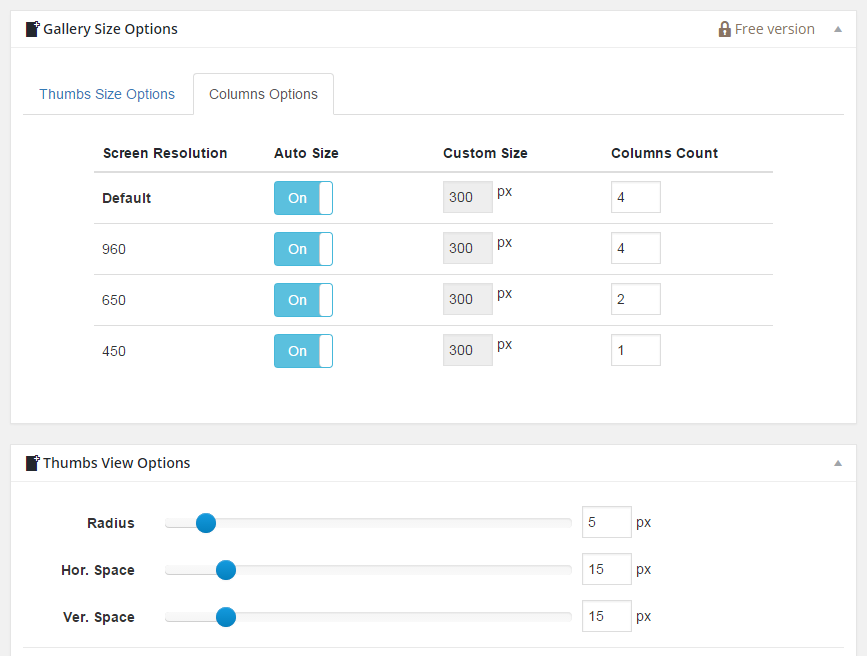 Gallery Size Options Free version
Thumbs Size Options Columns Options
Screen Resolution Auto Size Custom Size Columns Count
Default On 300 px 4
960 On 300 px 4
650 On 300 px 2
450 On 300 px 1
Thumbs View Options
Radius 5 px
Hor. Space 15 px
Ver. Space 15 px